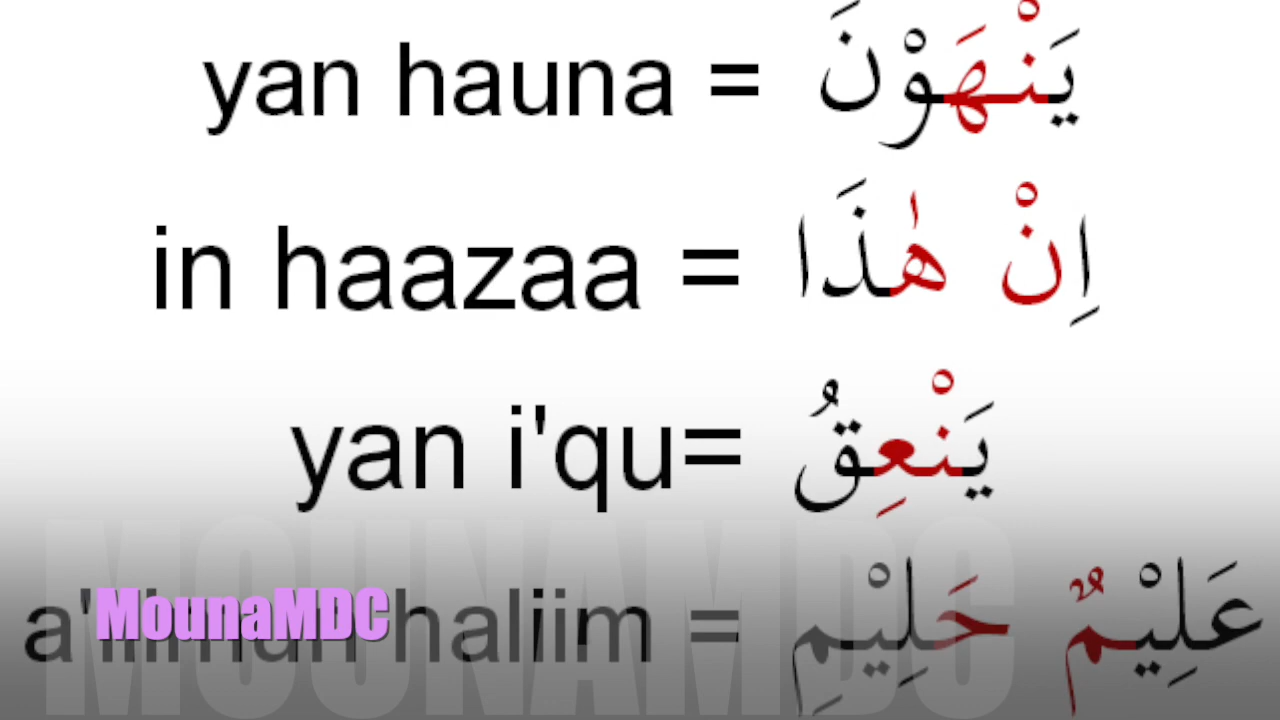 yan hauna = يَنْهَوْنَ
in haazaa = اِنْ هٰذَا
yan i'qu= يَنْعِقُ
haliim = عَلِيْمٌ حَلِيْمِ
MounaMDC
MOUNAMDC